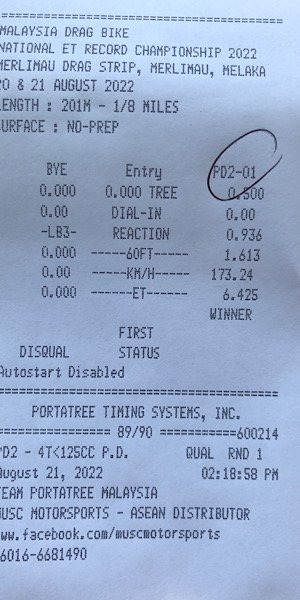 ==============================
MALAYSIA DRAG BIKE
NATIONAL ET RECORD CHAMPIONSHIP 2022
MERLIMAU DRAG STRIP, MERLIMAU, MELAKA
20 & 21 AUGUST 2022
LENGTH : 201M - 1/8 MILES
SURFACE : NO-PREP
BYE Entry PD2-01
0.000 0.000 TREE 0.500
0.00 DIAL-IN 0.00
-LB3- REACTION 0.936
0.000 ------60FT------ 1.613
0.00 ------KM/H------ 173.24
0.000 -------ET------- 6.425
WINNER
FIRST
DISQUAL STATUS
Autostart Disabled
==============================
PORTATREE TIMING SYSTEMS, INC.
================ 89/90 ===========600214
PD2 - 4T<125CC P.D. QUAL RND 1
August 21, 2022 02:18:58 PM
TEAM PORTATREE MALAYSIA
MUSC MOTORSPORTS - ASEAN DISTRIBUTOR
www.facebook.com/muscmotorsports
6016-6681490